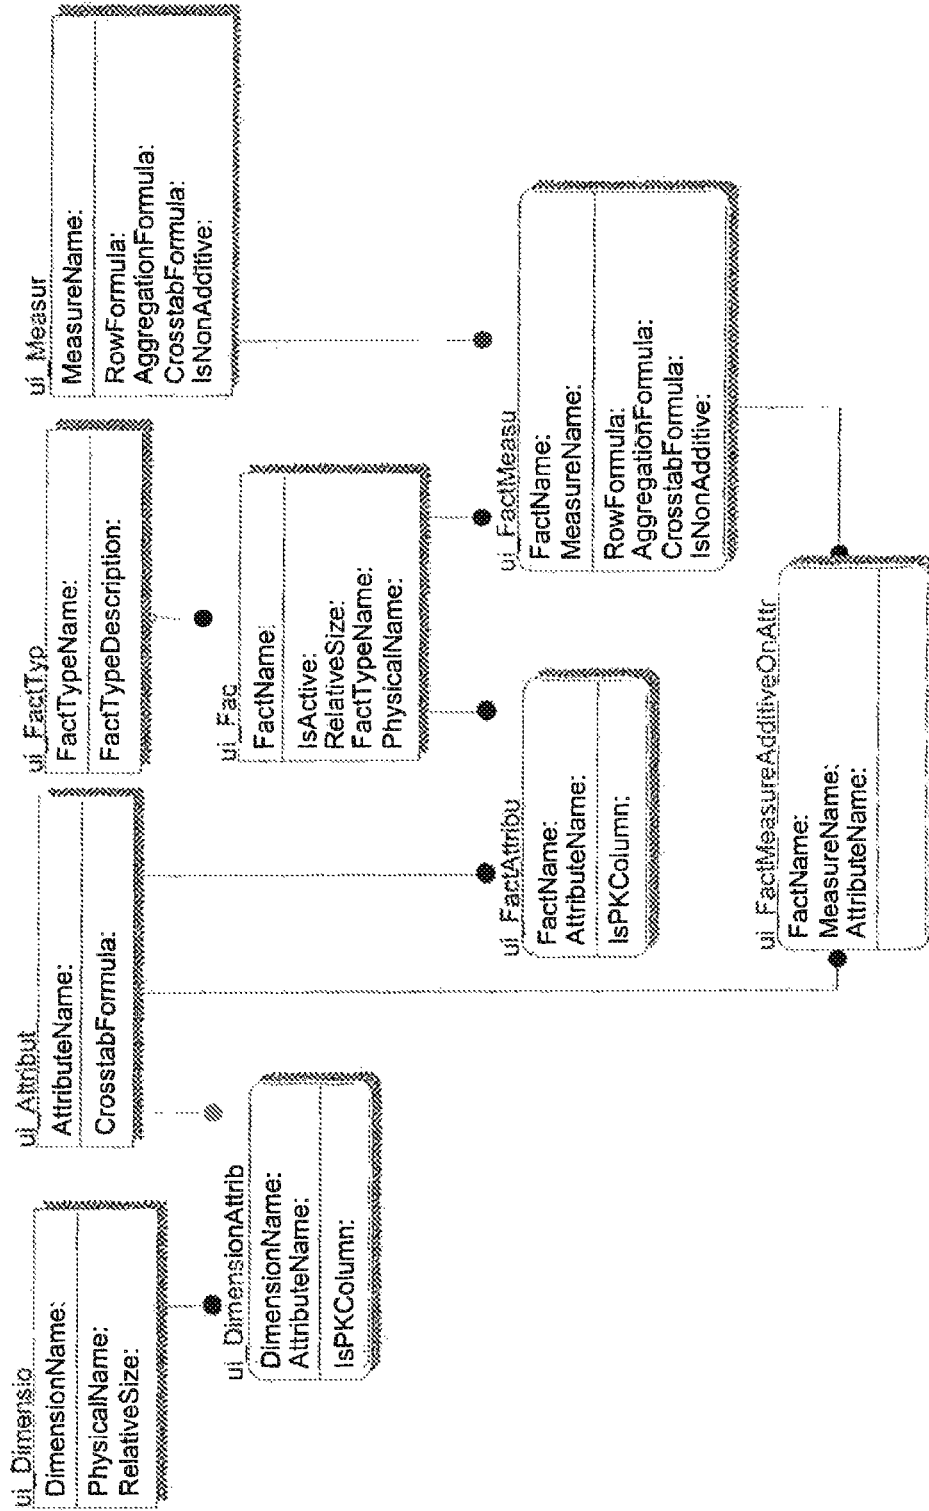 ui_Dimensio
DimensionName:
PhysicalName:
RelativeSize:
ui_Attribut
AttributeName:
CrosstabFormula:
ui_FactTyp
FactTypeName:
FactTypeDescription:
ui_Measur
MeasureName:
RowFormula:
AggregationFormula:
CrosstabFormula:
IsNonAdditive:
ui_DimensionAttrib
DimensionName:
AttributeName:
IsPKColumn:
ui_Fac
FactName:
IsActive:
RelativeSize:
FactTypeName:
PhysicalName:
ui_FactAttribu
FactName:
AttributeName:
IsPKColumn:
ui_FactMeasu
FactName:
MeasureName:
RowFormula:
AggregationFormula:
CrosstabFormula:
IsNonAdditive:
ui_FactMeasureAdditiveOnAttr
FactName:
MeasureName:
AttributeName: